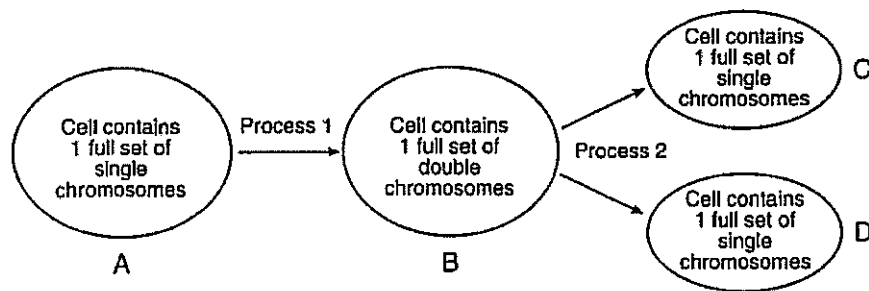 Cell contains
1 full set of
single
chromosomes
A
Process 1
Cell contains
1 full set of
double
chromosomes
B
Process 2
Cell contains
1 full set of
single
chromosomes
C
Cell contains
1 full set of
single
chromosomes
D